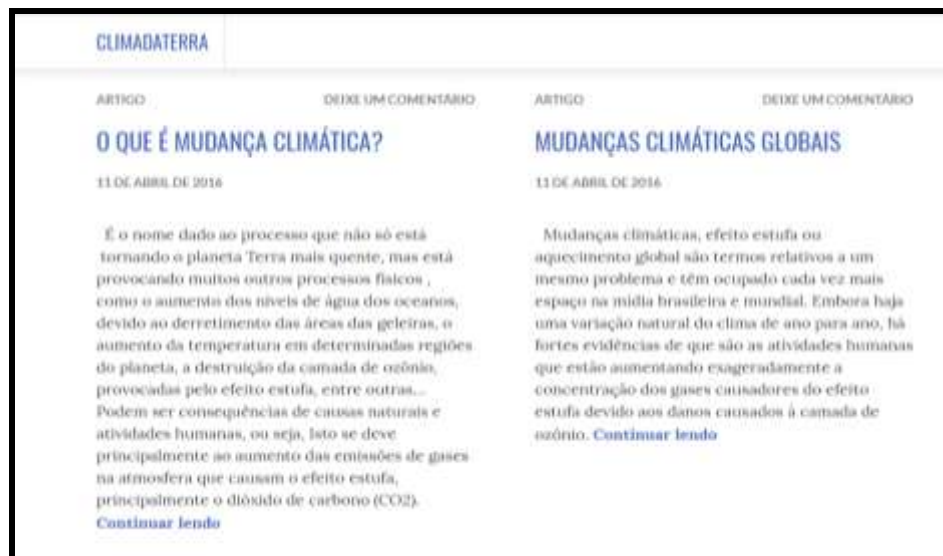 CLIMADATERRA
ARTIGO
DEIXE UM COMENTÁRIO
O QUE É MUDANÇA CLIMÁTICA?
11 DE ABRIL DE 2016
É o nome dado ao processo que não só está
tornando o planeta Terra mais quente, mas está
provocando muitos outros processos físicos ,
como o aumento dos níveis de água dos oceanos,
devido ao derretimento das áreas das geleiras, o
aumento da temperatura em determinadas regiões
do planeta, a destruição da camada de ozônio,
provocadas pelo efeito estufa, entre outras...
Podem ser consequências de causas naturais e
atividades humanas, ou seja, Isto se deve
principalmente ao aumento das emissões de gases
na atmosfera que causam o efeito estufa,
principalmente o dióxido de carbono (CO2).
Continuar lendo
ARTIGO
DEIXE UM COMENTÁRIO
MUDANÇAS CLIMÁTICAS GLOBAIS
11 DE ABRIL DE 2016
Mudanças climáticas, efeito estufa ou
aquecimento global são termos relativos a um
mesmo problema e têm ocupado cada vez mais
espaço na mídia brasileira e mundial. Embora haja
uma variação natural do clima de ano para ano, há
fortes evidências de que são as atividades humanas
que estão aumentando exageradamente a
concentração dos gases causadores do efeito
estufa devido aos danos causados à camada de
ozônio. Continuar lendo